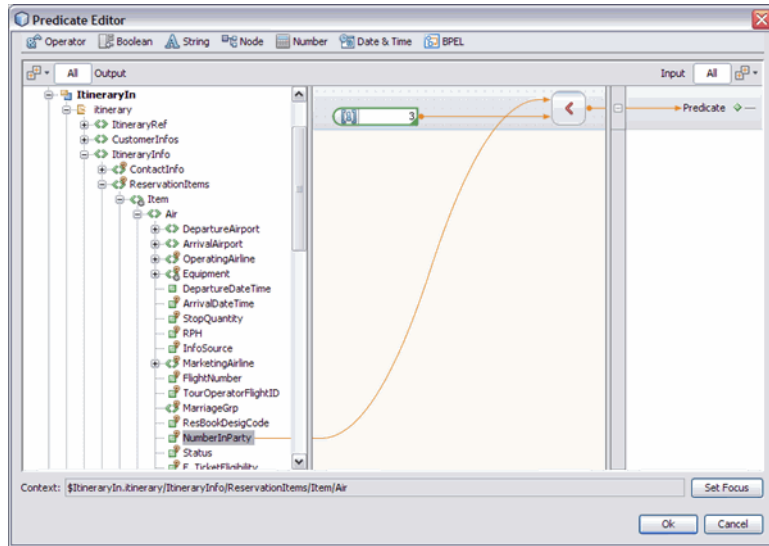 Predicate Editor
Operator Boolean String Node Number Date & Time BPEL
All Output Input All
ItineraryIn
itinerary
ItineraryRef
CustomerInfos
ItineraryInfo
ContactInfo
ReservationItems
Item
Air
DepartureAirport
ArrivalAirport
OperatingAirline
Equipment
DepartureDateTime
ArrivalDateTime
StopQuantity
RPH
InfoSource
MarketingAirline
FlightNumber
TourOperatorFlightID
MarriageGrp
ResBookDesigCode
NumberInParty
Status
E_TicketEligibility
3
<
Predicate
Context: $ItineraryIn.itinerary/ItineraryInfo/ReservationItems/Item/Air
Set Focus
Ok Cancel